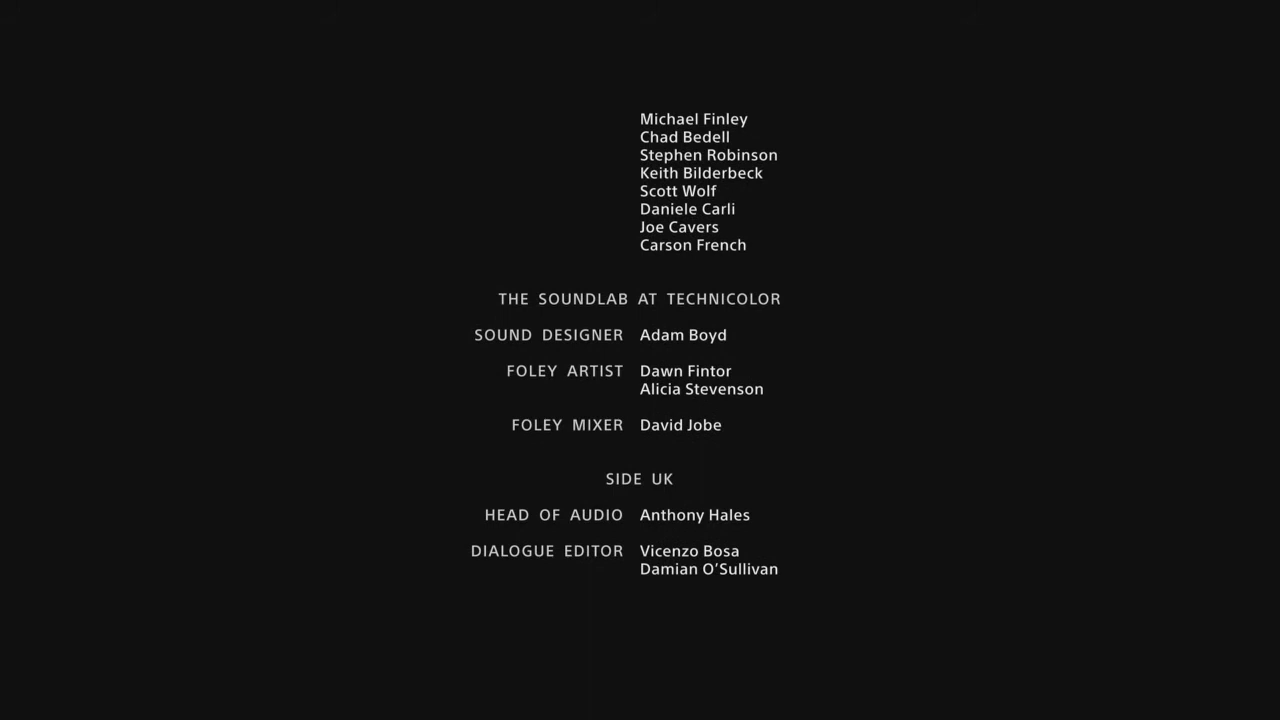 Michael Finley
Chad Bedell
Stephen Robinson
Keith Bilderbeck
Scott Wolf
Daniele Carli
Joe Cavers
Carson French
THE SOUNDLAB AT TECHNICOLOR
SOUND DESIGNER Adam Boyd
FOLEY ARTIST Dawn Fintor
Alicia Stevenson
FOLEY MIXER David Jobe
SIDE UK
HEAD OF AUDIO Anthony Hales
DIALOGUE EDITOR Vicenzo Bosa
Damian O’Sullivan